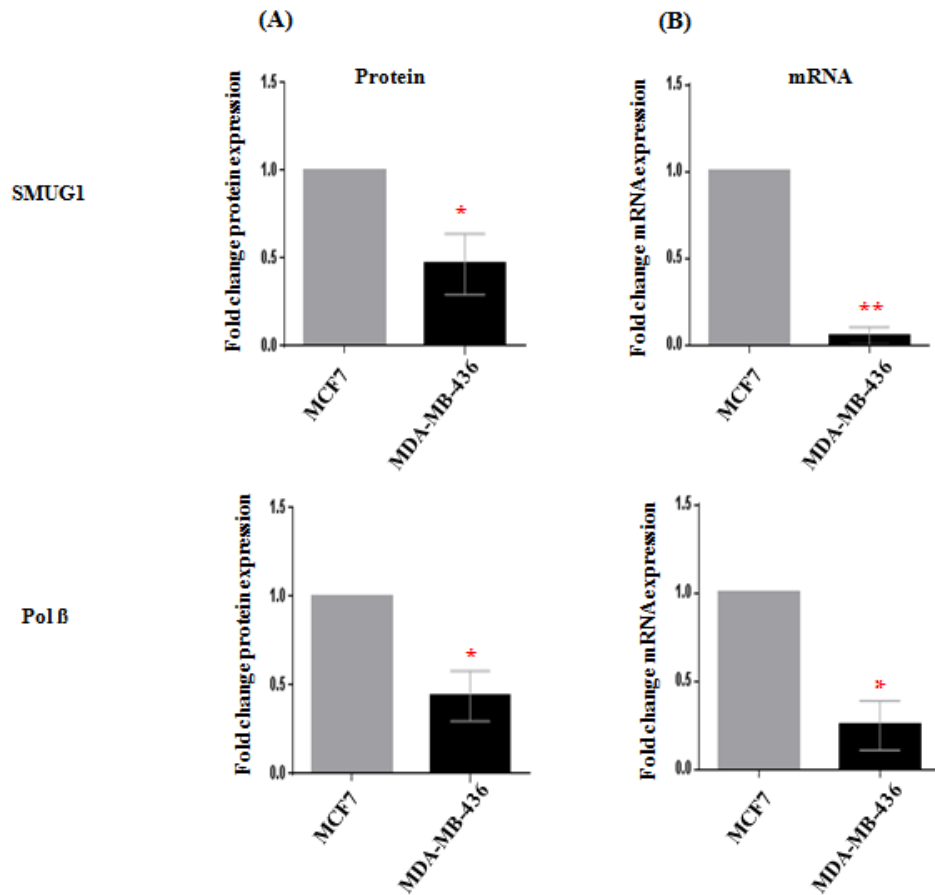 (A)
(B)
Protein
mRNA
SMUG1
Fold change protein expression
1.5
1.0
0.5
0.0
*
MCF7
MDA-MB-436
Fold change mRNA expression
1.5
1.0
0.5
0.0
**
MCF7
MDA-MB-436
Pol ß
Fold change protein expression
1.5
1.0
0.5
0.0
*
MCF7
MDA-MB-436
Fold change mRNA expression
1.5
1.0
0.5
0.0
*
MCF7
MDA-MB-436